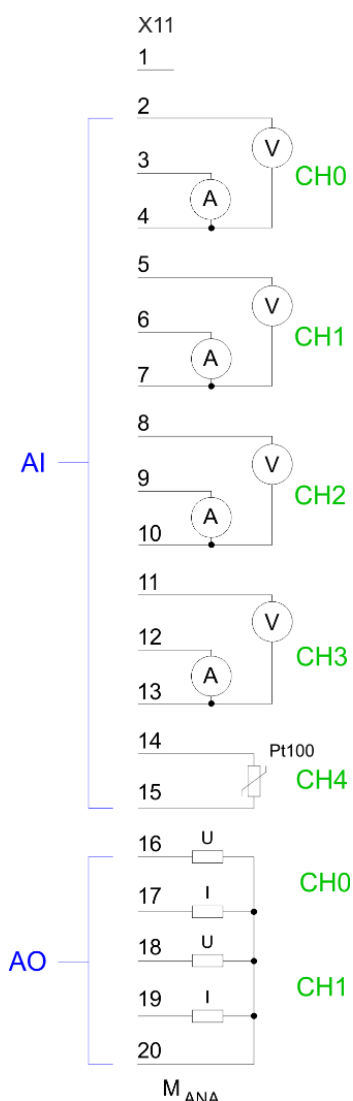 X11
1
2
V
CH0
3
A
4
5
V
CH1
6
A
7
8
V
AI
CH2
9
A
10
11
V
12
CH3
A
13
14
Pt100
CH4
15
16 U
CH0
17 I
18 U
AO
CH1
19 I
20
M ANA